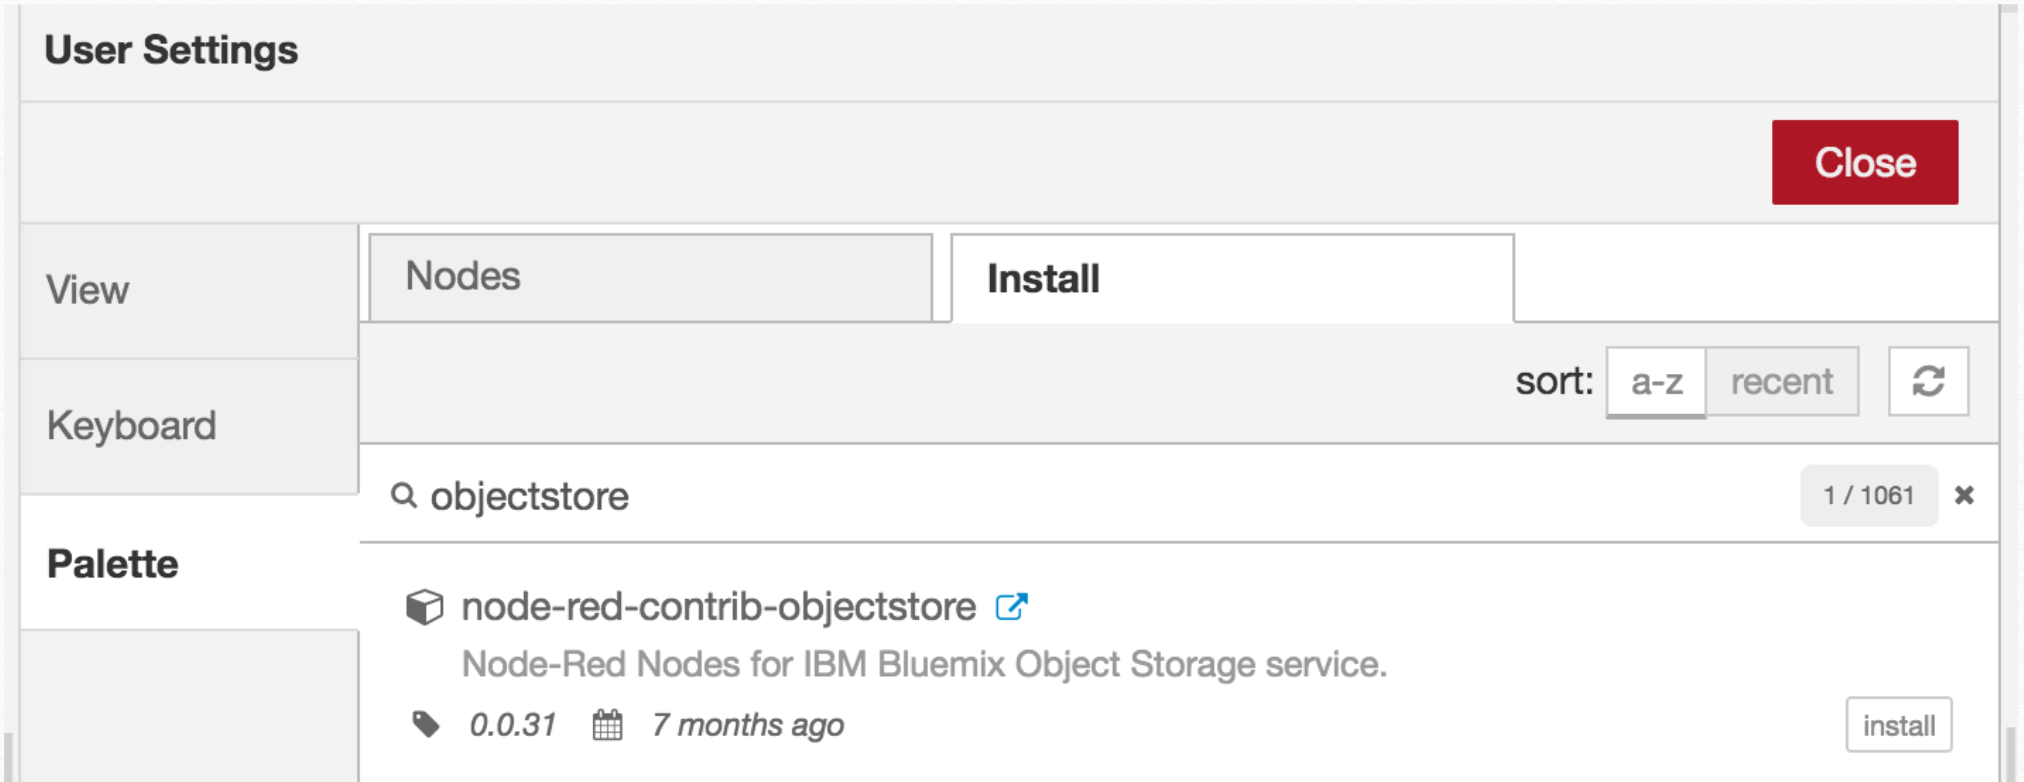 User Settings
Close
View
Nodes
Install
sort: a-z recent
Keyboard
objectstore
1 / 1061
Palette
node-red-contrib-objectstore
Node-Red Nodes for IBM Bluemix Object Storage service.
0.0.31 7 months ago
install